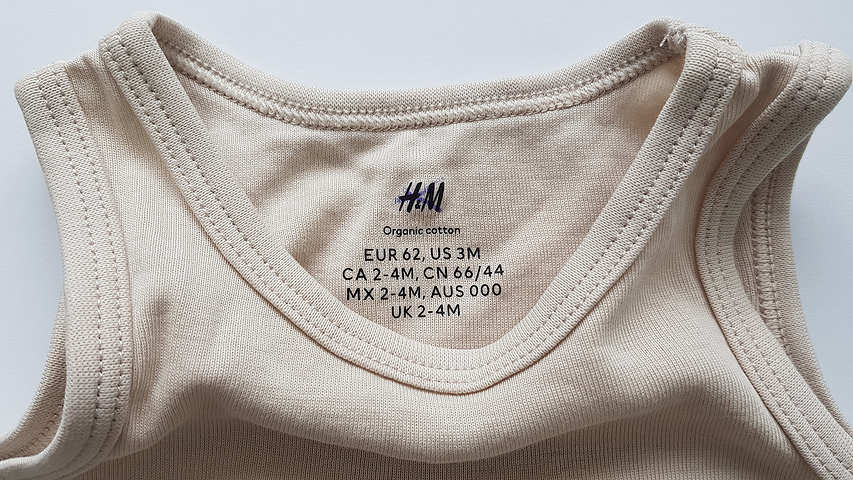 H&M
Organic cotton
EUR 62, US 3M
CA 2-4M, CN 66/44
MX 2-4M, AUS 000
UK 2-4M